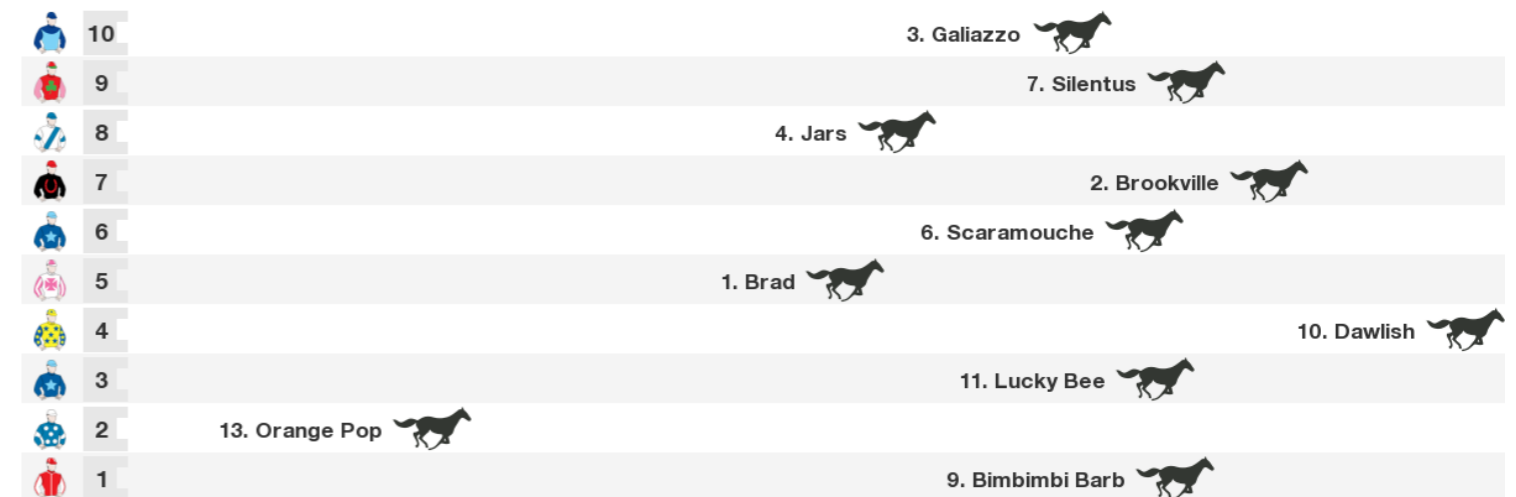 10 3. Galiazzo
9 7. Silentus
8 4. Jars
7 2. Brookville
6 6. Scaramouche
5 1. Brad
4 10. Dawlish
3 11. Lucky Bee
2 13. Orange Pop
1 9. Bimbimbi Barb